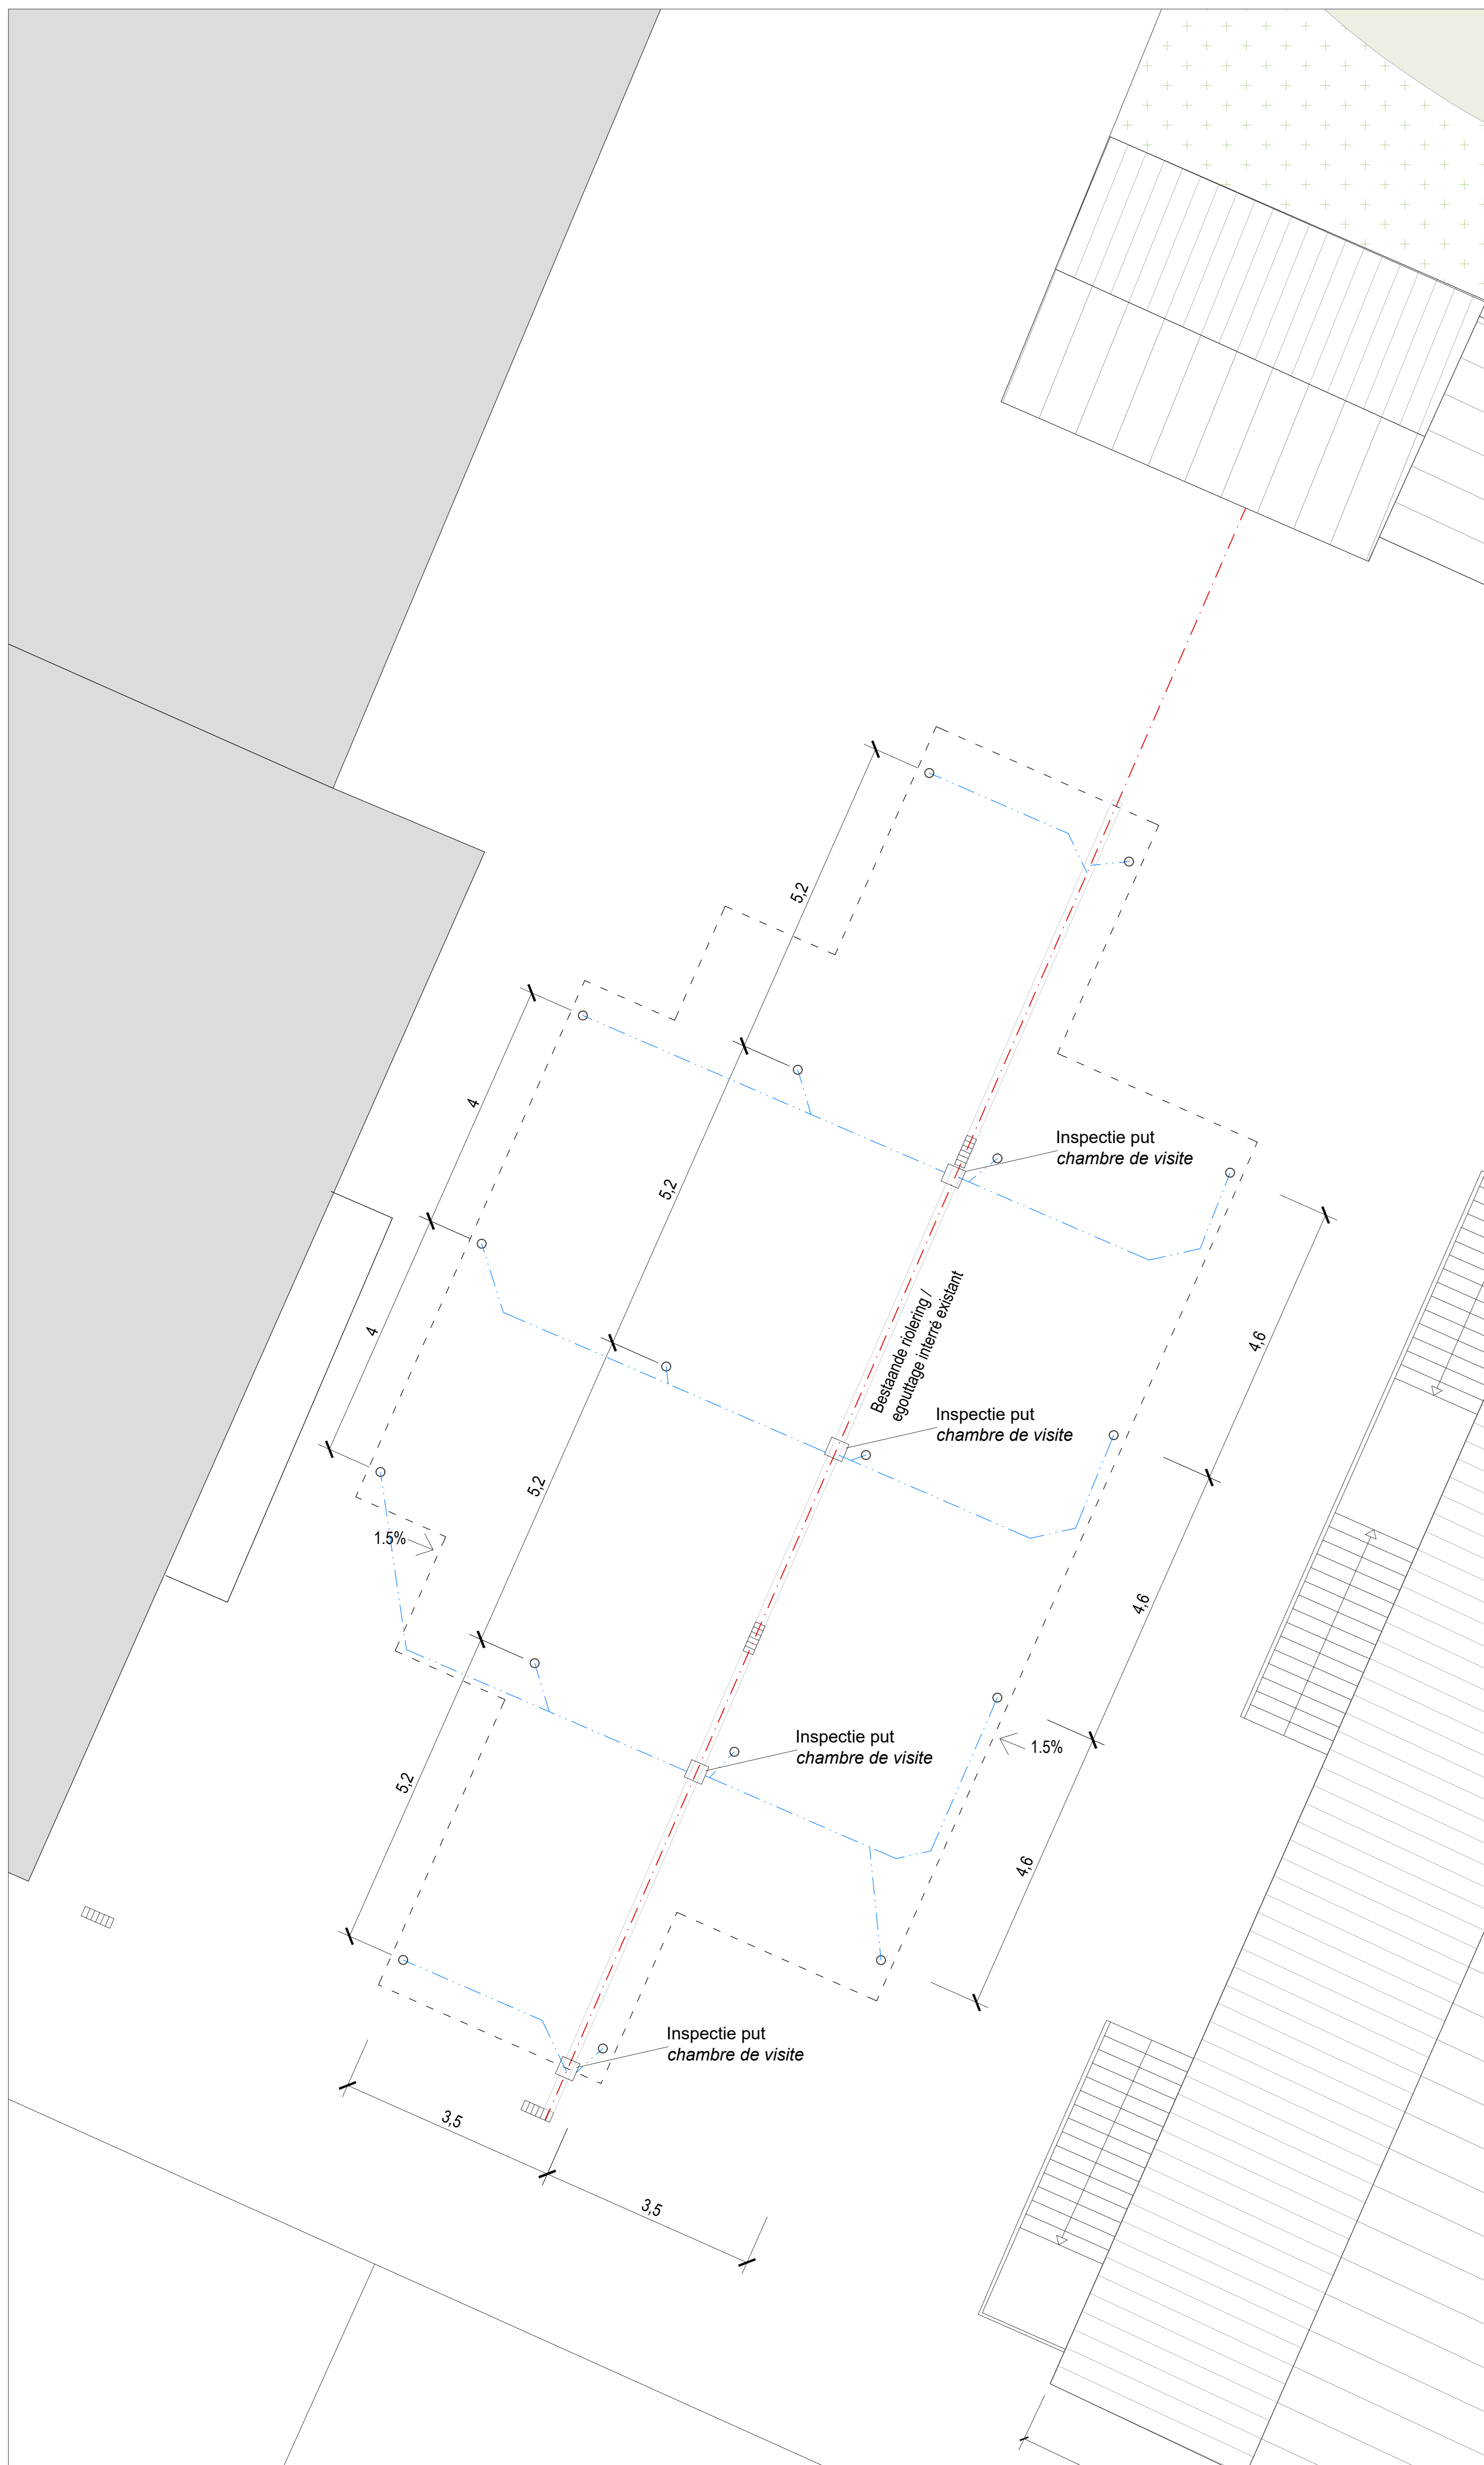 5,2
4
Inspectie put
chambre de visite
5,2
4
4,6
Bestaande riolering /
egouttage interré existant
Inspectie put
chambre de visite
5,2
1.5%
4,6
Inspectie put
chambre de visite
1.5%
5,2
4,6
Inspectie put
chambre de visite
3,5
3,5